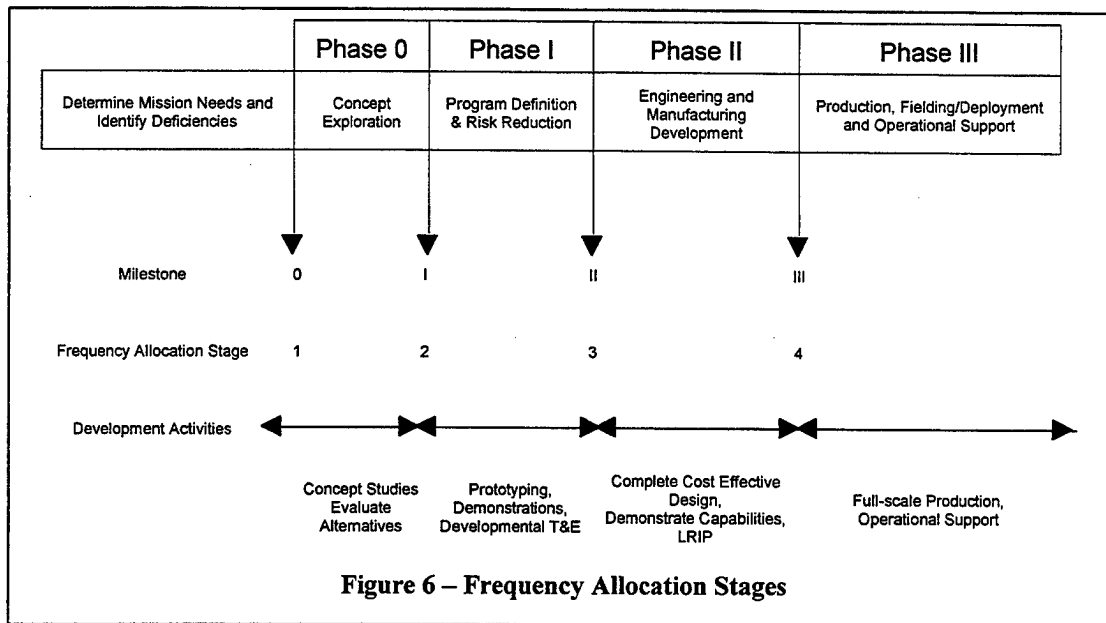 Phase 0
Phase I
Phase II
Phase III
Determine Mission Needs and
Identify Deficiencies
Concept
Exploration
Program Definition
& Risk Reduction
Engineering and
Manufacturing
Development
Production, Fielding/Deployment
and Operational Support
Milestone
0
I
II
III
Frequency Allocation Stage
1
2
3
4
Development Activities
Concept Studies
Evaluate
Alternatives
Prototyping,
Demonstrations,
Developmental T&E
Complete Cost Effective
Design,
Demonstrate Capabilities,
LRIP
Full-scale Production,
Operational Support
Figure 6 – Frequency Allocation Stages